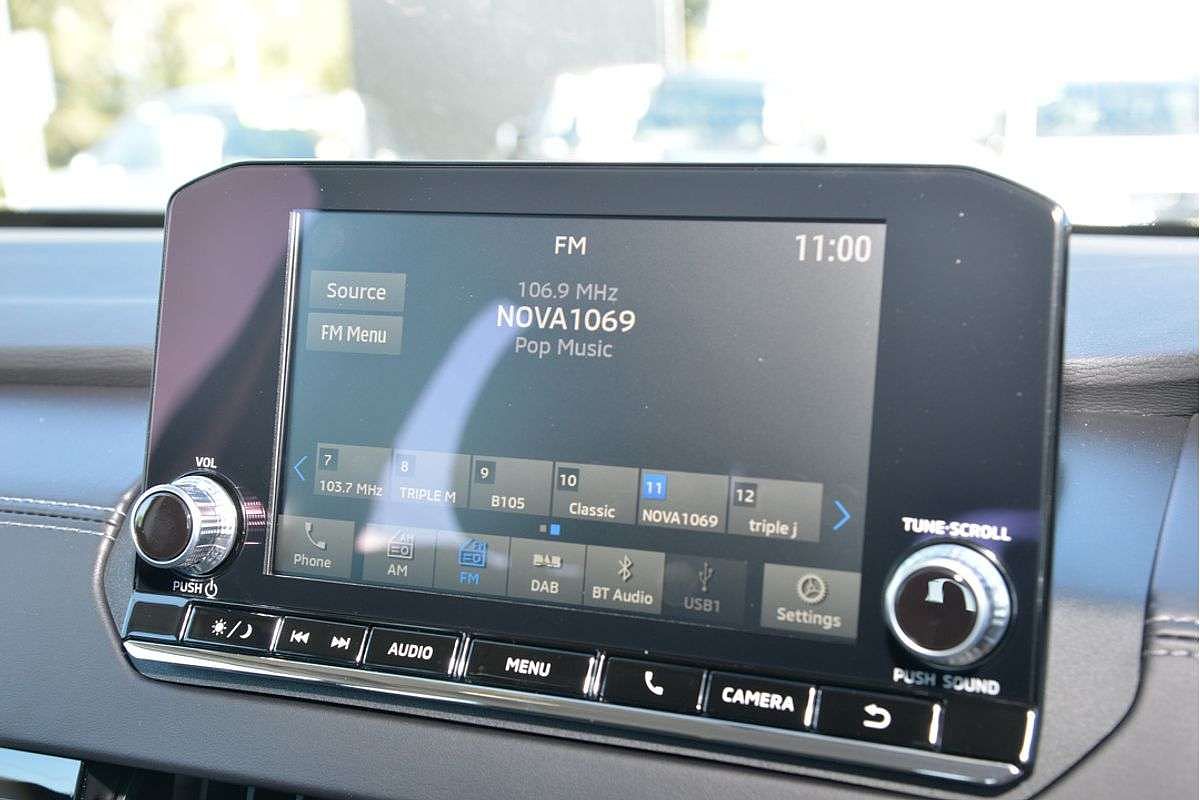 FM
11:00
Source
106.9 MHz
NOVA1069
FM Menu
Pop Music
7
103.7 MHz
8
TRIPLE M
9
B105
10
Classic
11
NOVA1069
12
triple j
Phone
AM
AM
FM
DAB
DAB
BT Audio
USB1
Settings
VOL
PUSH
TUNE•SCROLL
PUSH SOUND
AUDIO
MENU
CAMERA